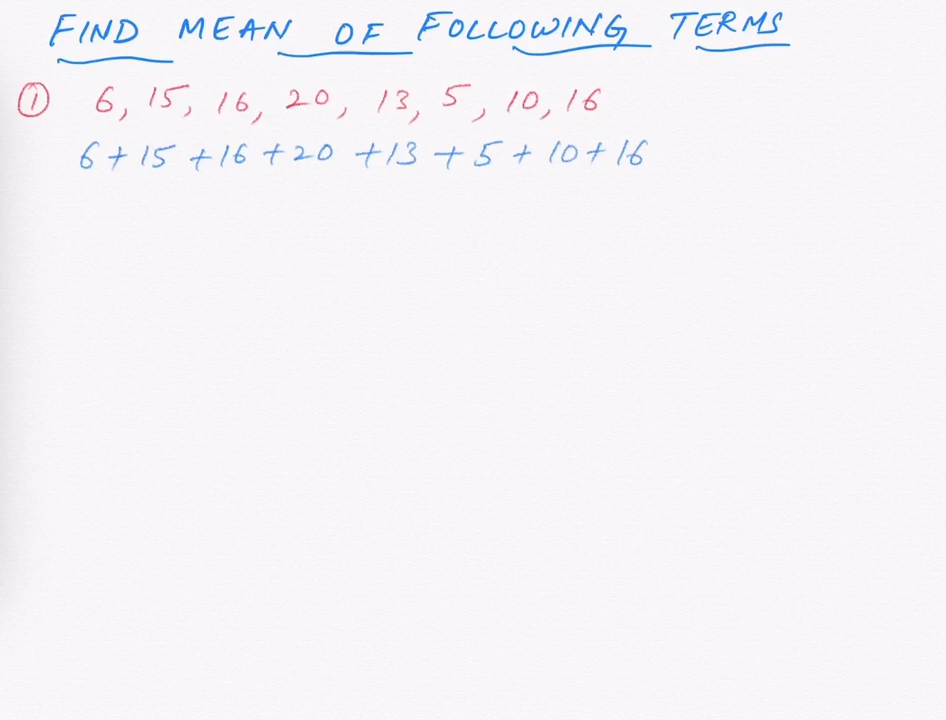 FIND MEAN OF FOLLOWING TERMS
① 6, 15, 16, 20, 13, 5, 10, 16
6 + 15 + 16 + 20 + 13 + 5 + 10 + 16